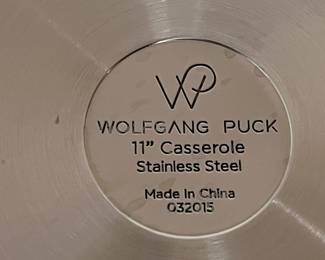 WP
WOLFGANG PUCK
11” Casserole
Stainless Steel
Made in China
032015